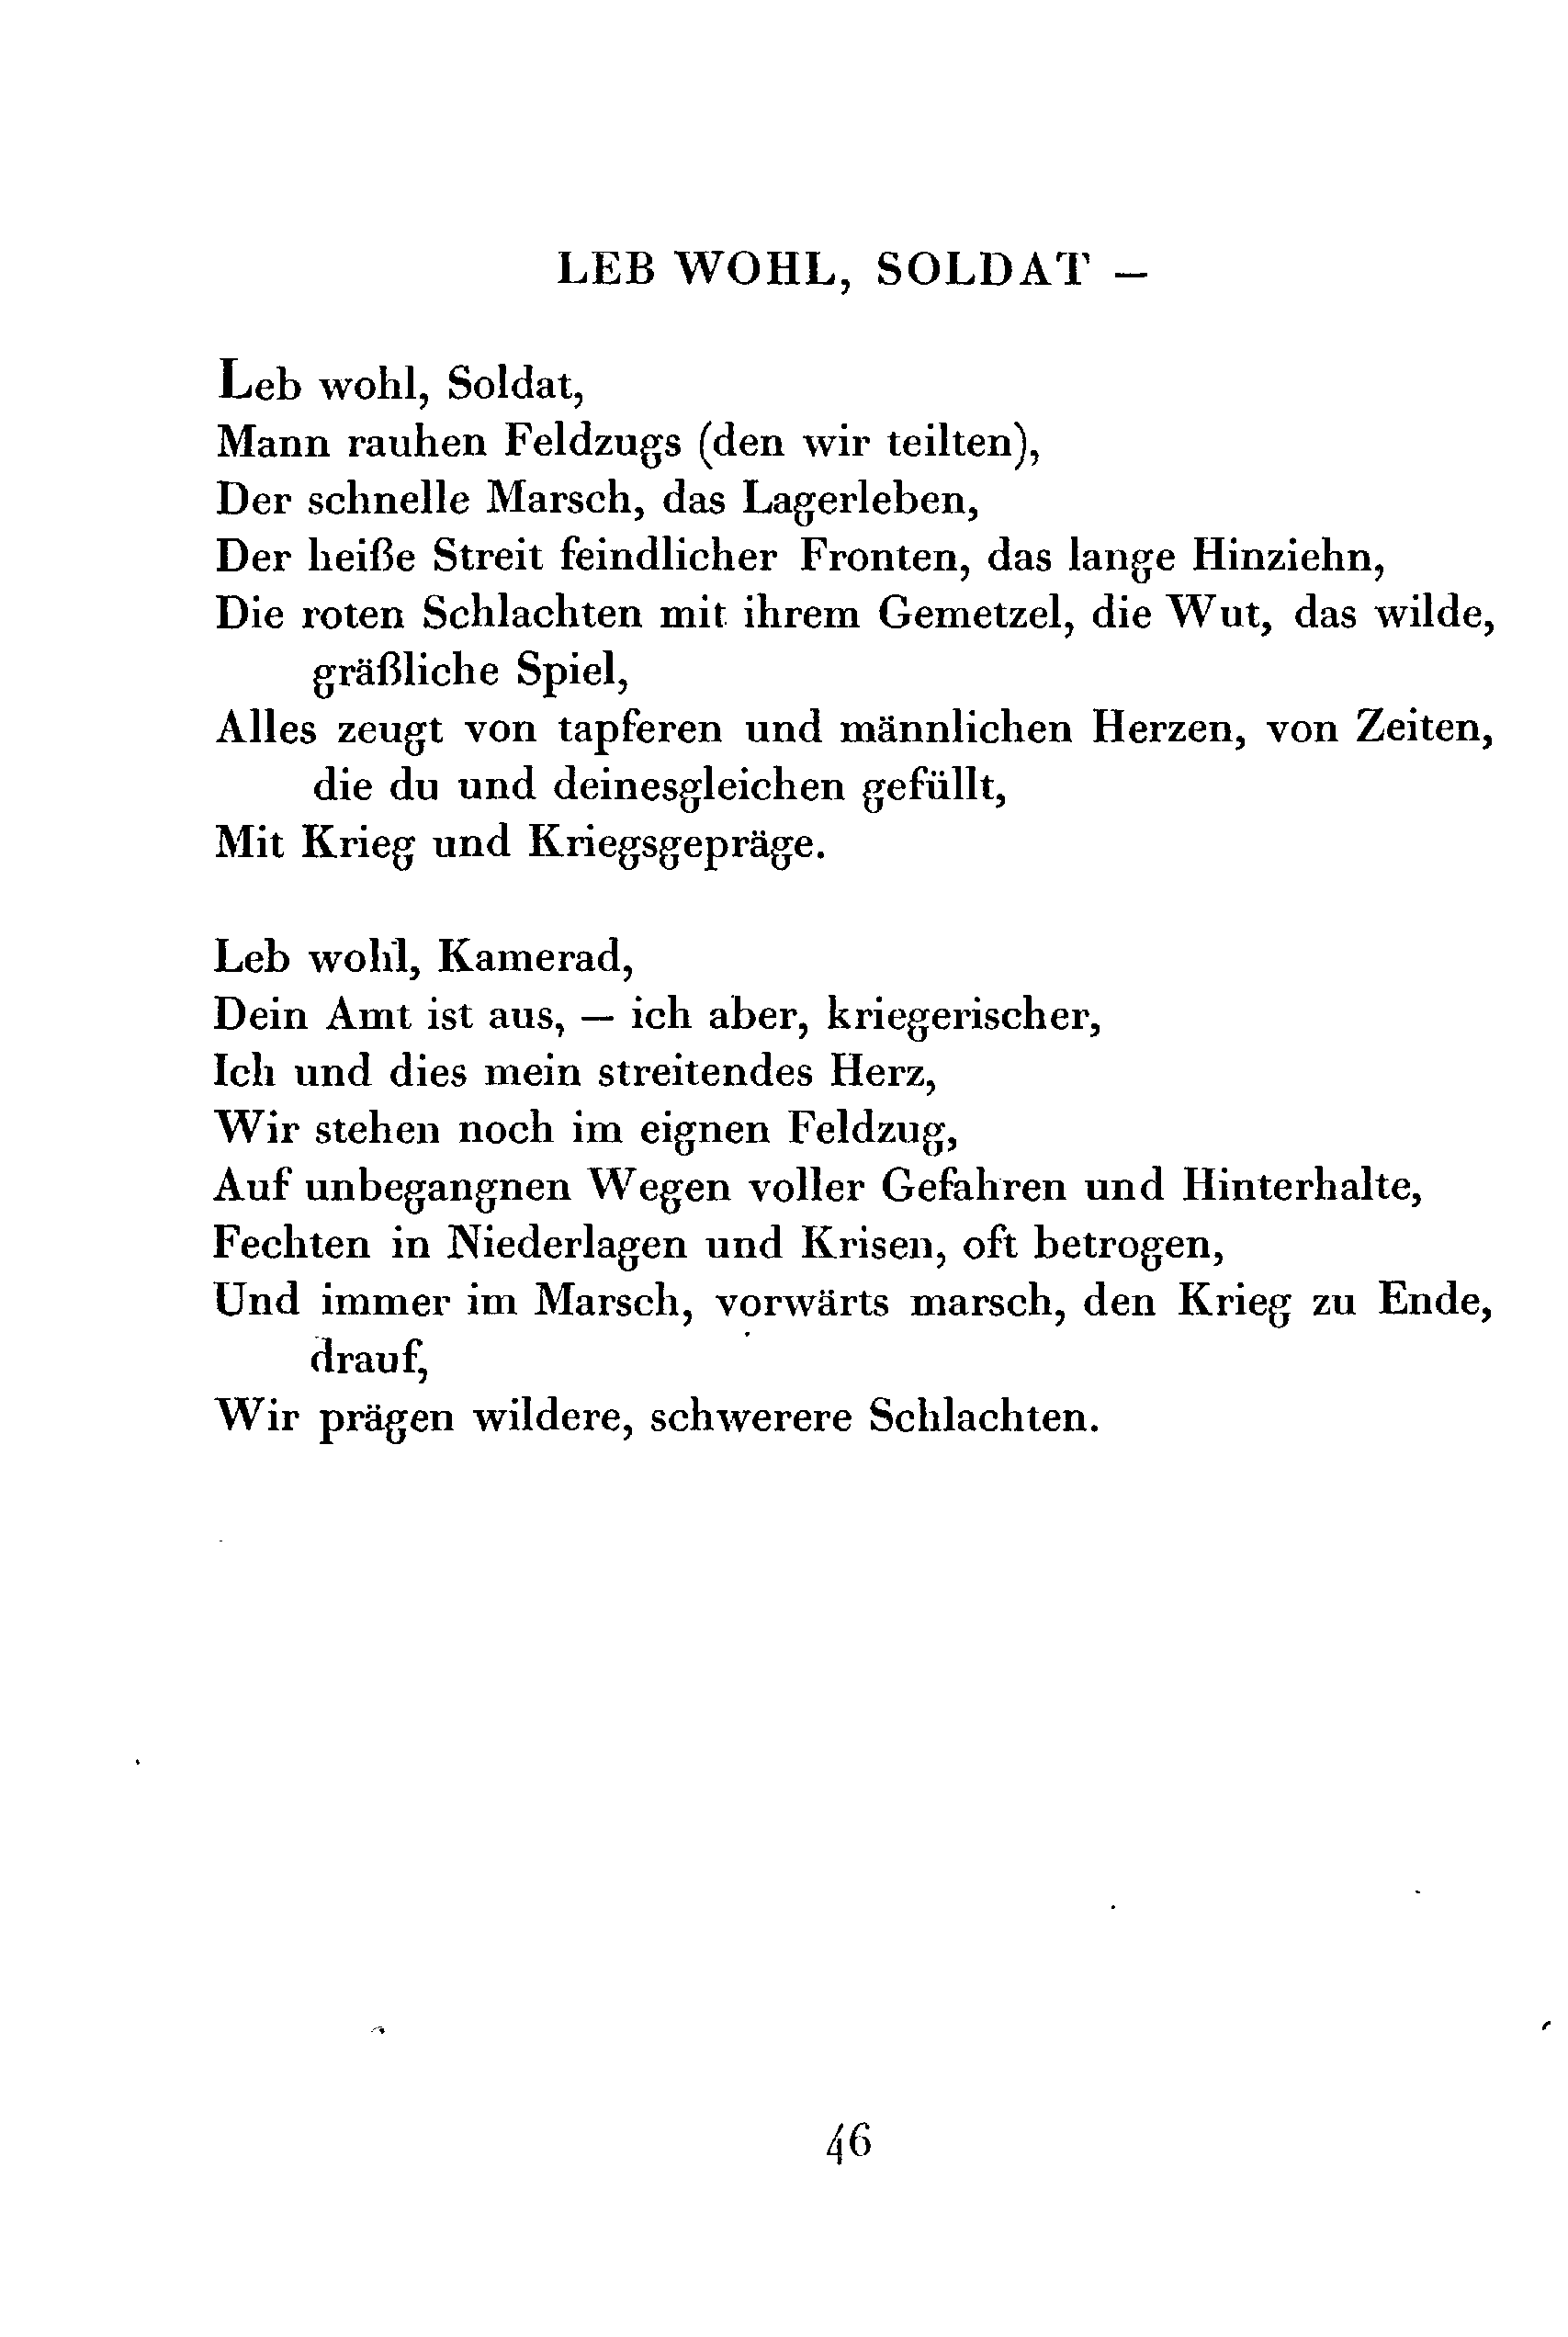 LEB WOHL, SOLDAT –
Leb wohl, Soldat,
Mann rauhen Feldzugs (den wir teilten),
Der schnelle Marsch, das Lagerleben,
Der heiße Streit feindlicher Fronten, das lange Hinziehn,
Die roten Schlachten mit ihrem Gemetzel, die Wut, das wilde,
gräßliche Spiel,
Alles zeugt von tapferen und männlichen Herzen, von Zeiten,
die du und deinesgleichen gefüllt,
Mit Krieg und Kriegsgepräge.
Leb wohl, Kamerad,
Dein Amt ist aus, – ich aber, kriegerischer,
Ich und dies mein streitendes Herz,
Wir stehen noch im eignen Feldzug,
Auf unbegangnen Wegen voller Gefahren und Hinterhalte,
Fechten in Niederlagen und Krisen, oft betrogen,
Und immer im Marsch, vorwärts marsch, den Krieg zu Ende,
drauf,
Wir prägen wildere, schwerere Schlachten.
46